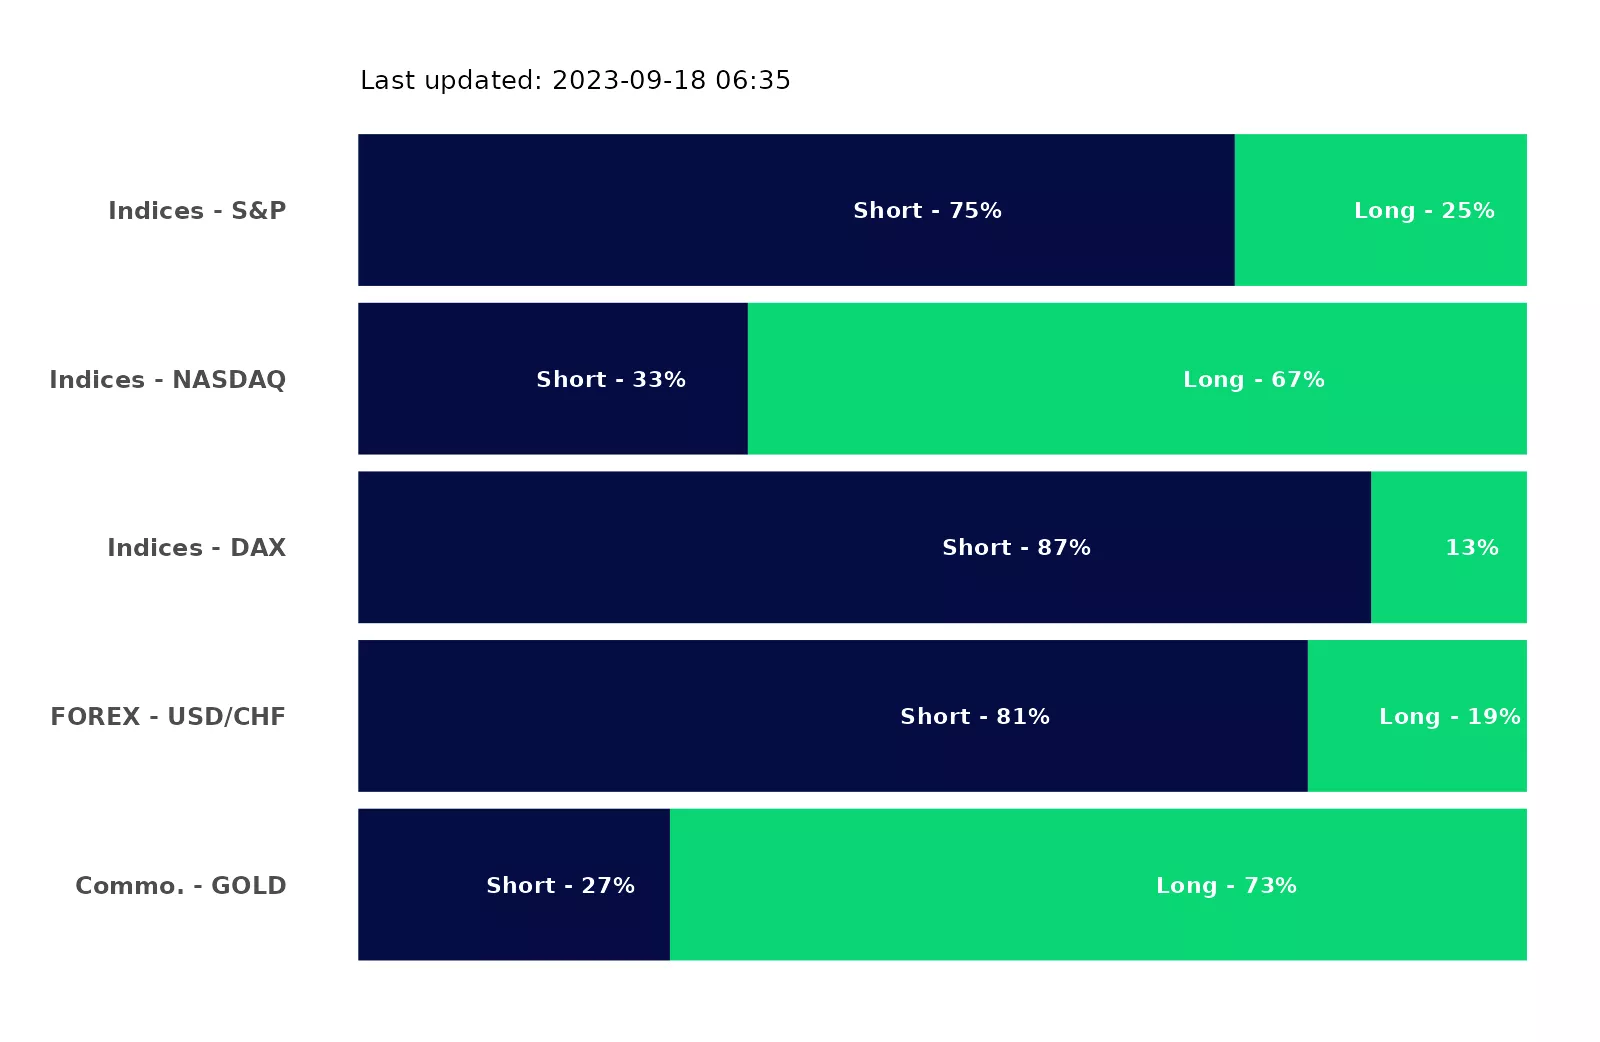 Last updated: 2023-09-18 06:35
Indices - S&P
Short - 75%
Long - 25%
Indices - NASDAQ
Short - 33%
Long - 67%
Indices - DAX
Short - 87%
13%
FOREX - USD/CHF
Short - 81%
Long - 19%
Commo. - GOLD
Short - 27%
Long - 73%